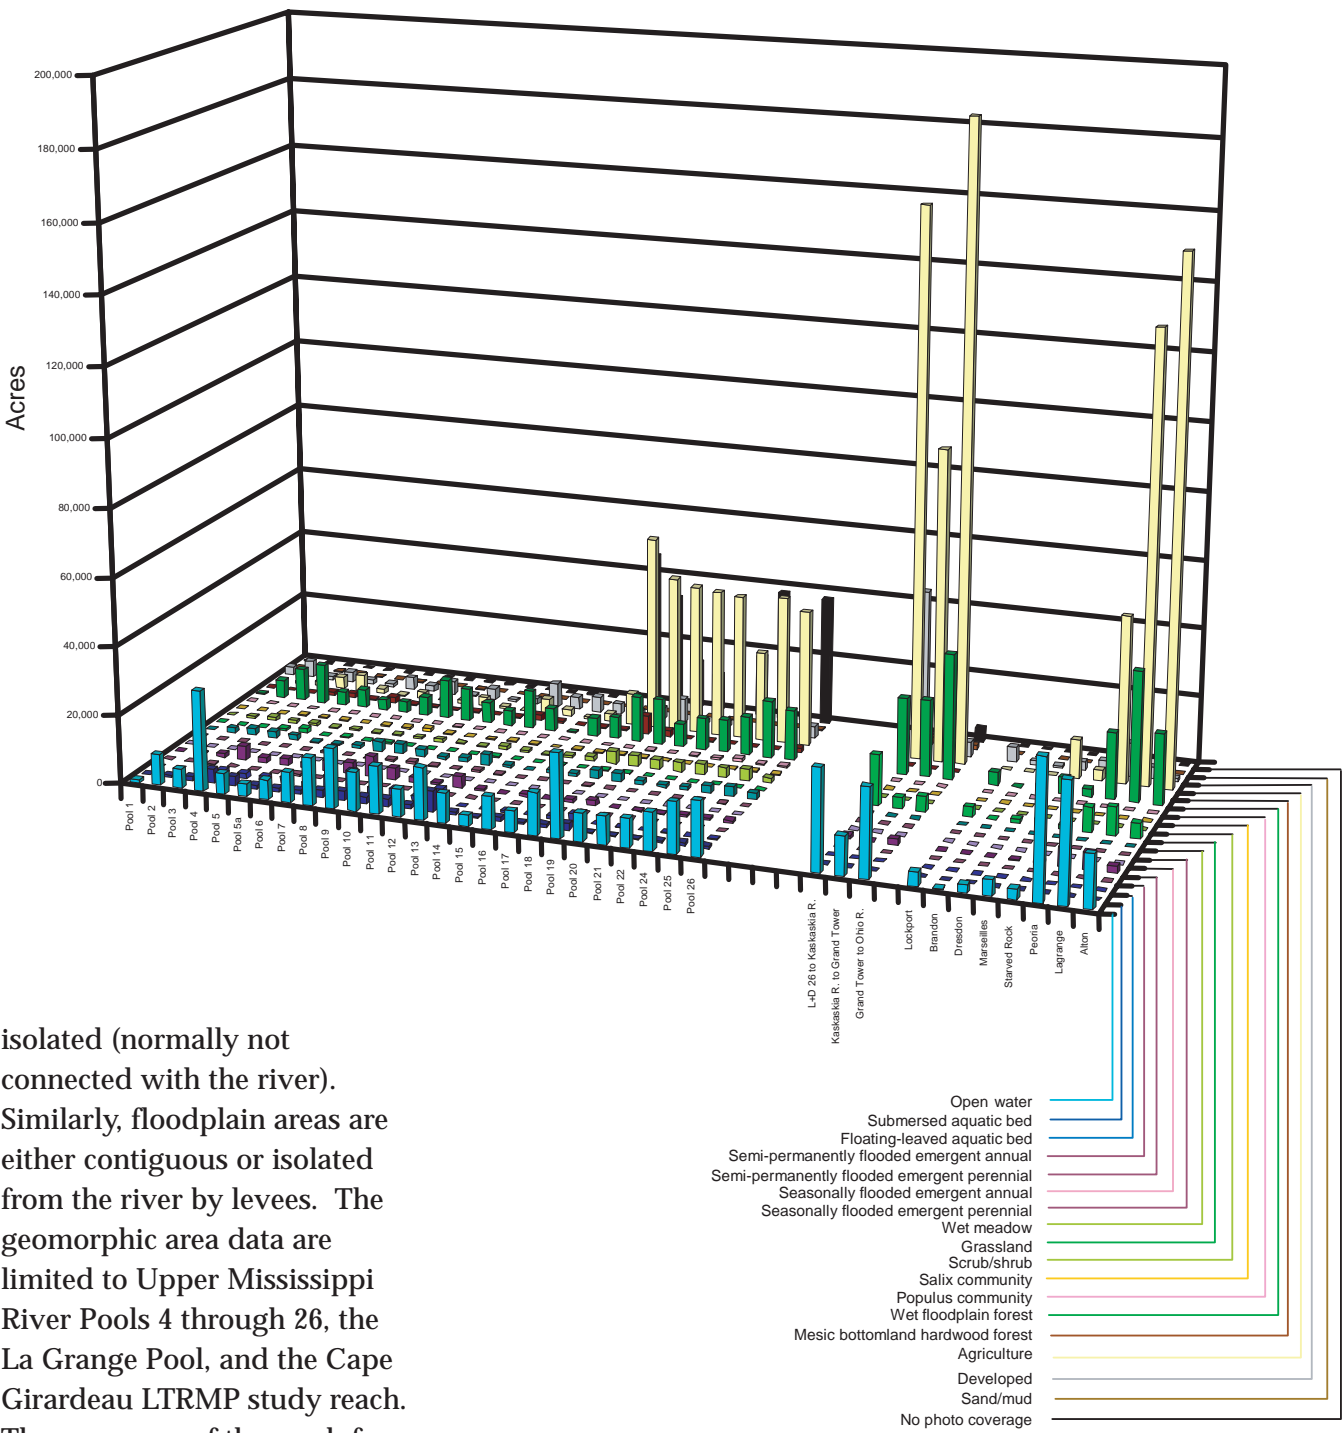 200,000
180,000
160,000
140,000
120,000
100,000
80,000
60,000
40,000
20,000
0
Acres
Pool 1
Pool 2
Pool 3
Pool 4
Pool 5
Pool 5a
Pool 6
Pool 7
Pool 8
Pool 9
Pool 10
Pool 11
Pool 12
Pool 13
Pool 14
Pool 15
Pool 16
Pool 17
Pool 18
Pool 19
Pool 20
Pool 21
Pool 22
Pool 24
Pool 25
Pool 26
L+D 26 to Kaskaskia R.
Kaskaskia R. to Grand Tower
Grand Tower to Ohio R.
Lockport
Brandon
Dresdon
Marseilles
Starved Rock
Peoria
Lagrange
Alton
Open water
Submersed aquatic bed
Floating-leaved aquatic bed
Semi-permanently flooded emergent annual
Semi-permanently flooded emergent perennial
Seasonally flooded emergent annual
Seasonally flooded emergent perennial
Wet meadow
Grassland
Scrub/shrub
Salix community
Populus community
Wet floodplain forest
Mesic bottomland hardwood forest
Agriculture
Developed
Sand/mud
No photo coverage
isolated (normally not
connected with the river).
Similarly, floodplain areas are
either contiguous or isolated
from the river by levees. The
geomorphic area data are
limited to Upper Mississippi
River Pools 4 through 26, the
La Grange Pool, and the Cape
Girardeau LTRMP study reach.